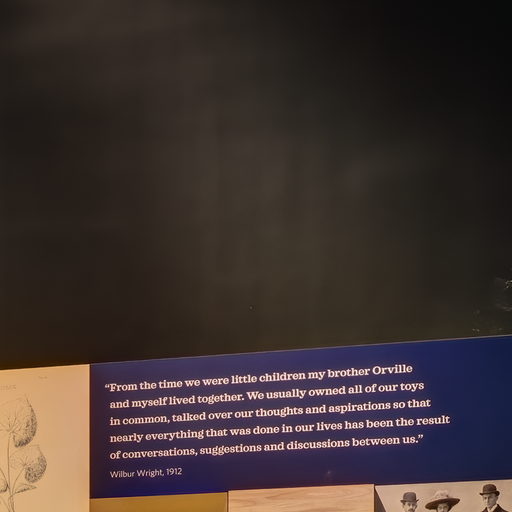 “From the time we were little children my brother Orville
and myself lived together. We usually owned all of our toys
in common, talked over our thoughts and aspirations so that
nearly everything that was done in our lives has been the result
of conversations, suggestions and discussions between us.”
Wilbur Wright, 1912